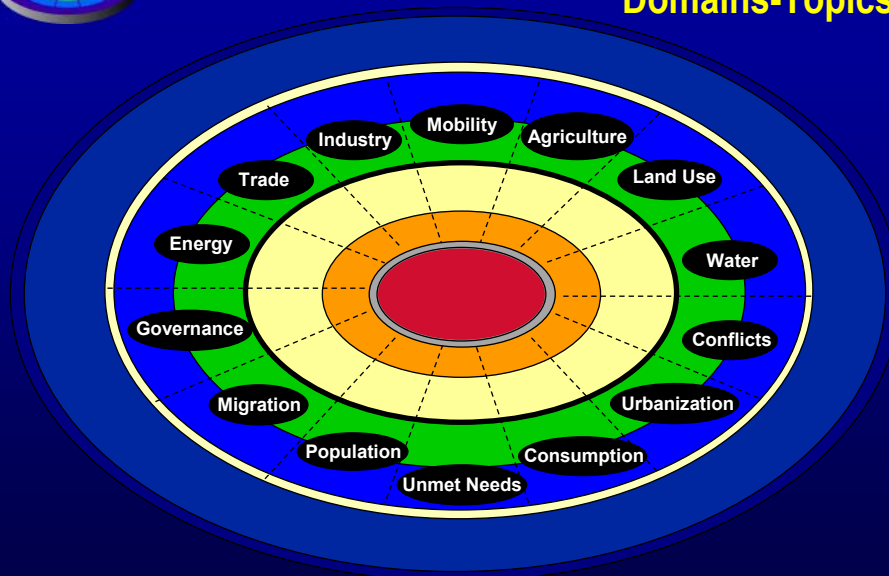 Domains-Topics
Mobility
Agriculture
Industry
Land Use
Trade
Energy
Water
Governance
Conflicts
Migration
Urbanization
Population
Consumption
Unmet Needs